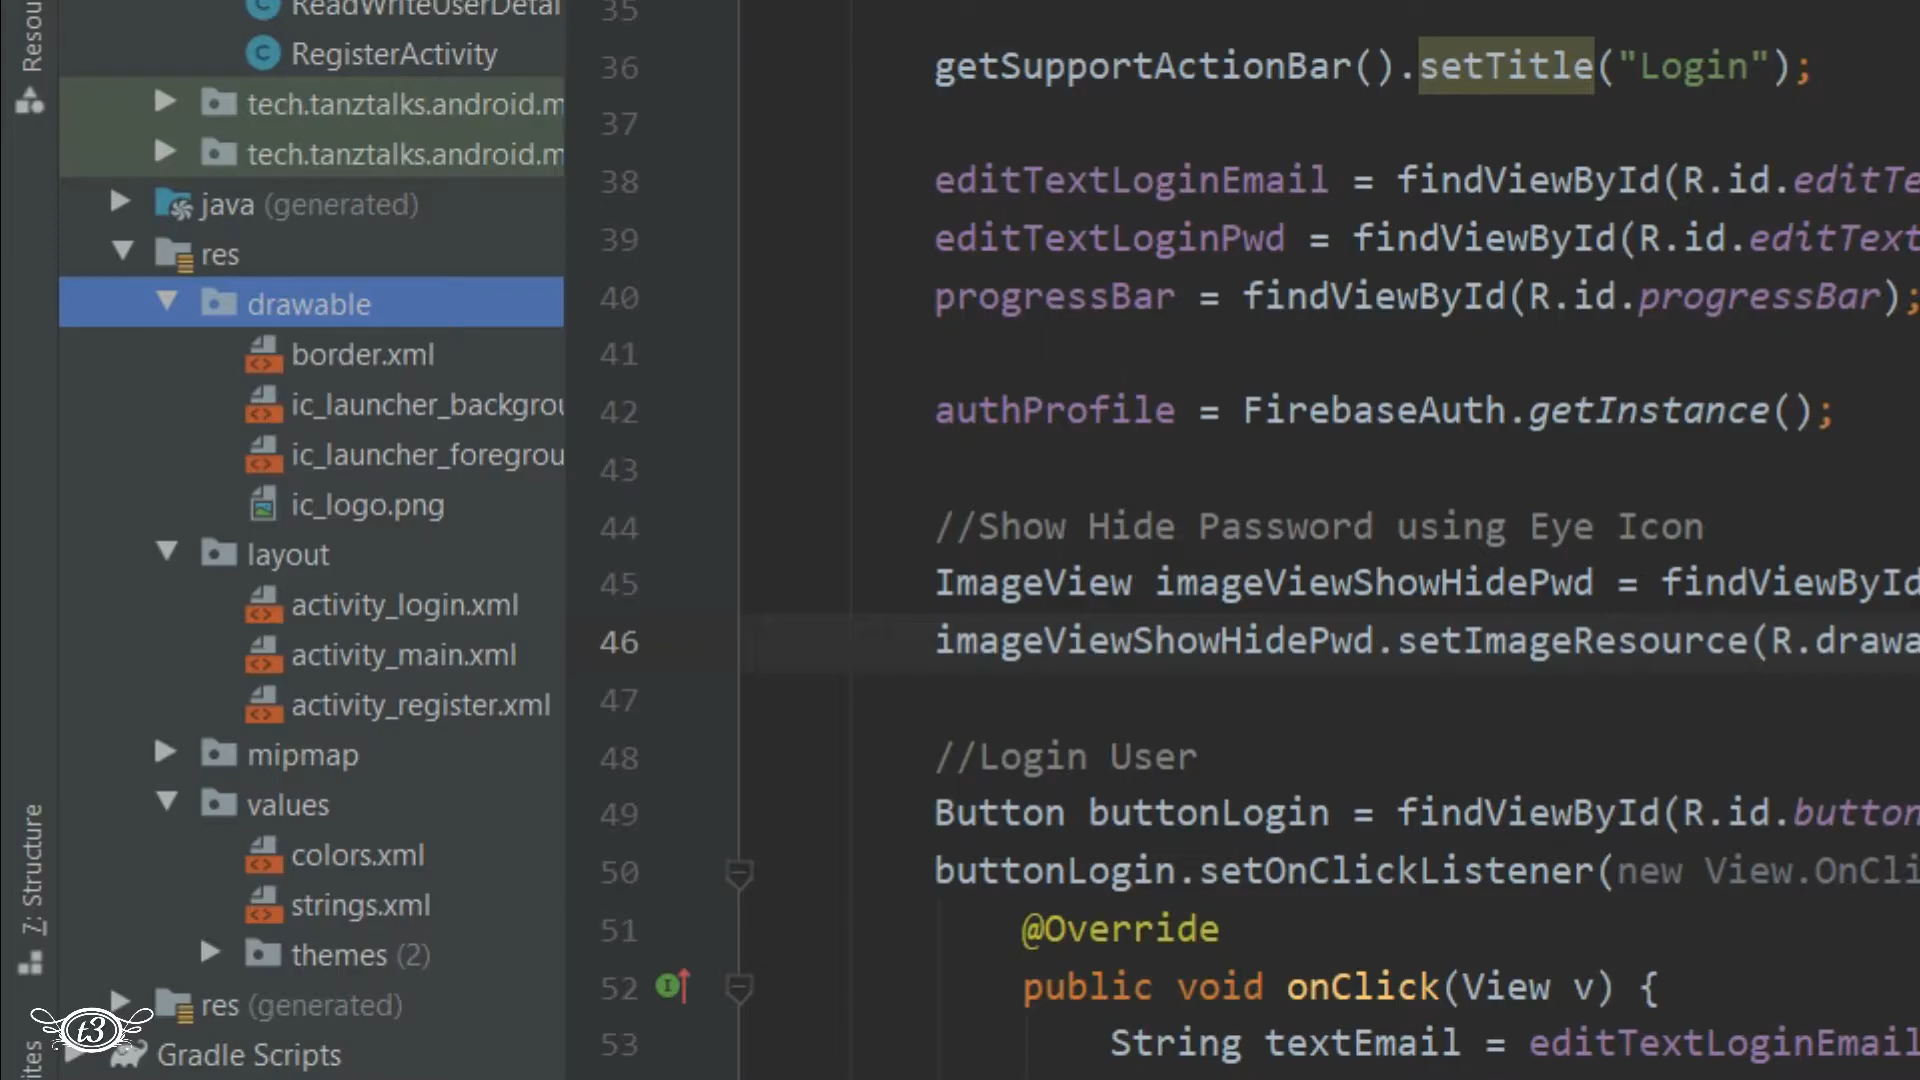 Resou
ReadWriteUserDetai
RegisterActivity
tech.tanztalks.android.m
tech.tanztalks.android.m
java (generated)
res
drawable
border.xml
ic_launcher_backgrou
ic_launcher_foregrou
ic_logo.png
layout
activity_login.xml
activity_main.xml
activity_register.xml
mipmap
values
colors.xml
strings.xml
themes (2)
res (generated)
Gradle Scripts
7: Structure
ites
t3
35
36 getSupportActionBar().setTitle("Login");
37
38 editTextLoginEmail = findViewById(R.id.editTe
39 editTextLoginPwd = findViewById(R.id.editText
40 progressBar = findViewById(R.id.progressBar);
41
42 authProfile = FirebaseAuth.getInstance();
43
44 //Show Hide Password using Eye Icon
45 ImageView imageViewShowHidePwd = findViewById
46 imageViewShowHidePwd.setImageResource(R.drawa
47
48 //Login User
49 Button buttonLogin = findViewById(R.id.button
50 buttonLogin.setOnClickListener(new View.OnCli
51 @Override
52 public void onClick(View v) {
53 String textEmail = editTextLoginEmail